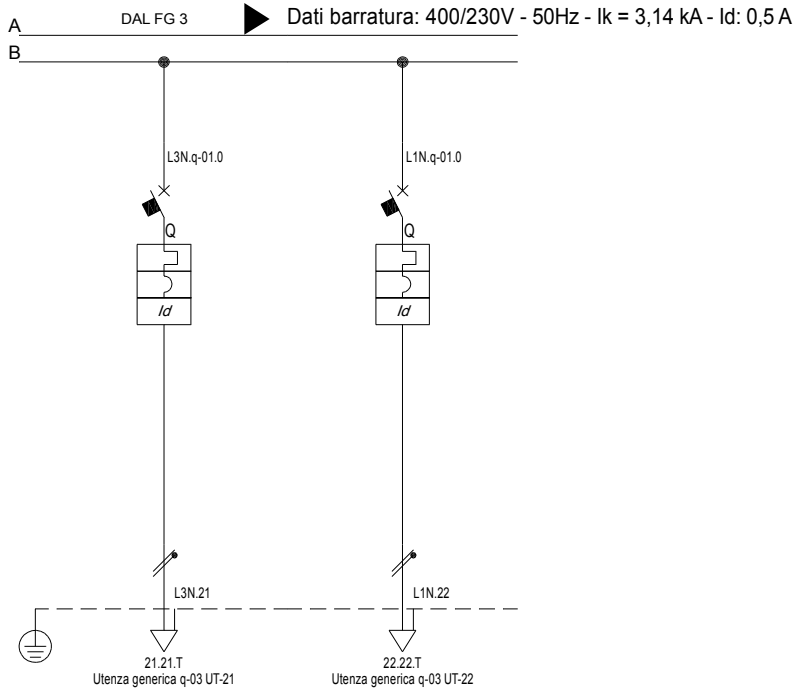 DAL FG 3 Dati barratura: 400/230V - 50Hz - Ik = 3,14 kA - Id: 0,5 A
A
B
L3N.q-01.0 L1N.q-01.0
Q Q
Id Id
L3N.21 L1N.22
21.21.T 22.22.T
Utenza generica q-03 UT-21 Utenza generica q-03 UT-22